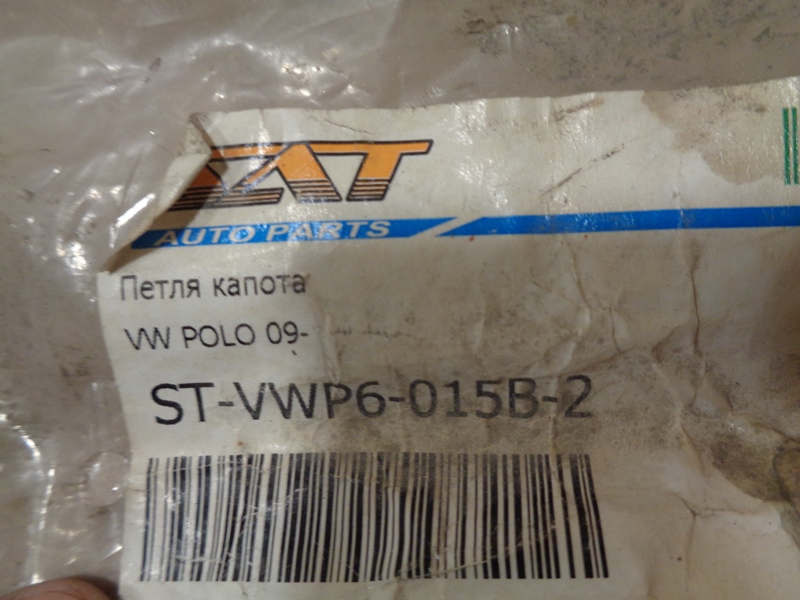 SAT
AUTO PARTS
Петля капота
VW POLO 09-
ST-VWP6-015B-2